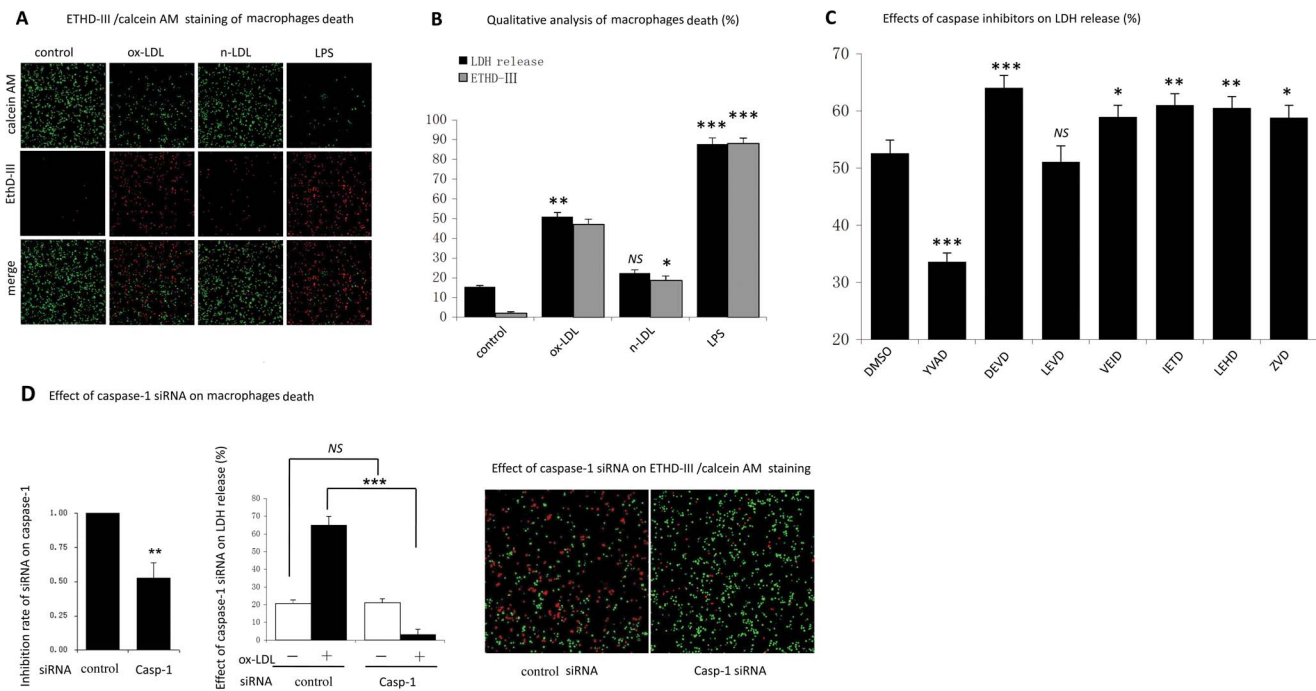 A ETHD-III /calcein AM staining of macrophages death
control ox-LDL n-LDL LPS
calcein AM
EthD-III
merge
B Qualitative analysis of macrophages death (%)
LDH release
ETHD-III
100
90
80
70
60
50
40
30
20
10
0
** NS * *** ***
control ox-LDL n-LDL LPS
C Effects of caspase inhibitors on LDH release (%)
70
60
50
40
30
20
*** *** NS * ** ** *
DMSO YVAD DEVD LEVD VEID IETD LEHD ZVD
D Effect of caspase-1 siRNA on macrophages death
Inhibition rate of siRNA on caspase-1
1.00
0.75
0.50
0.25
0.00
**
siRNA control Casp-1
Effect of caspase-1 siRNA on LDH release (%)
NS
***
80
70
60
50
40
30
20
10
0
ox-LDL − + − +
siRNA control Casp-1
Effect of caspase-1 siRNA on ETHD-III /calcein AM staining
control siRNA Casp-1 siRNA